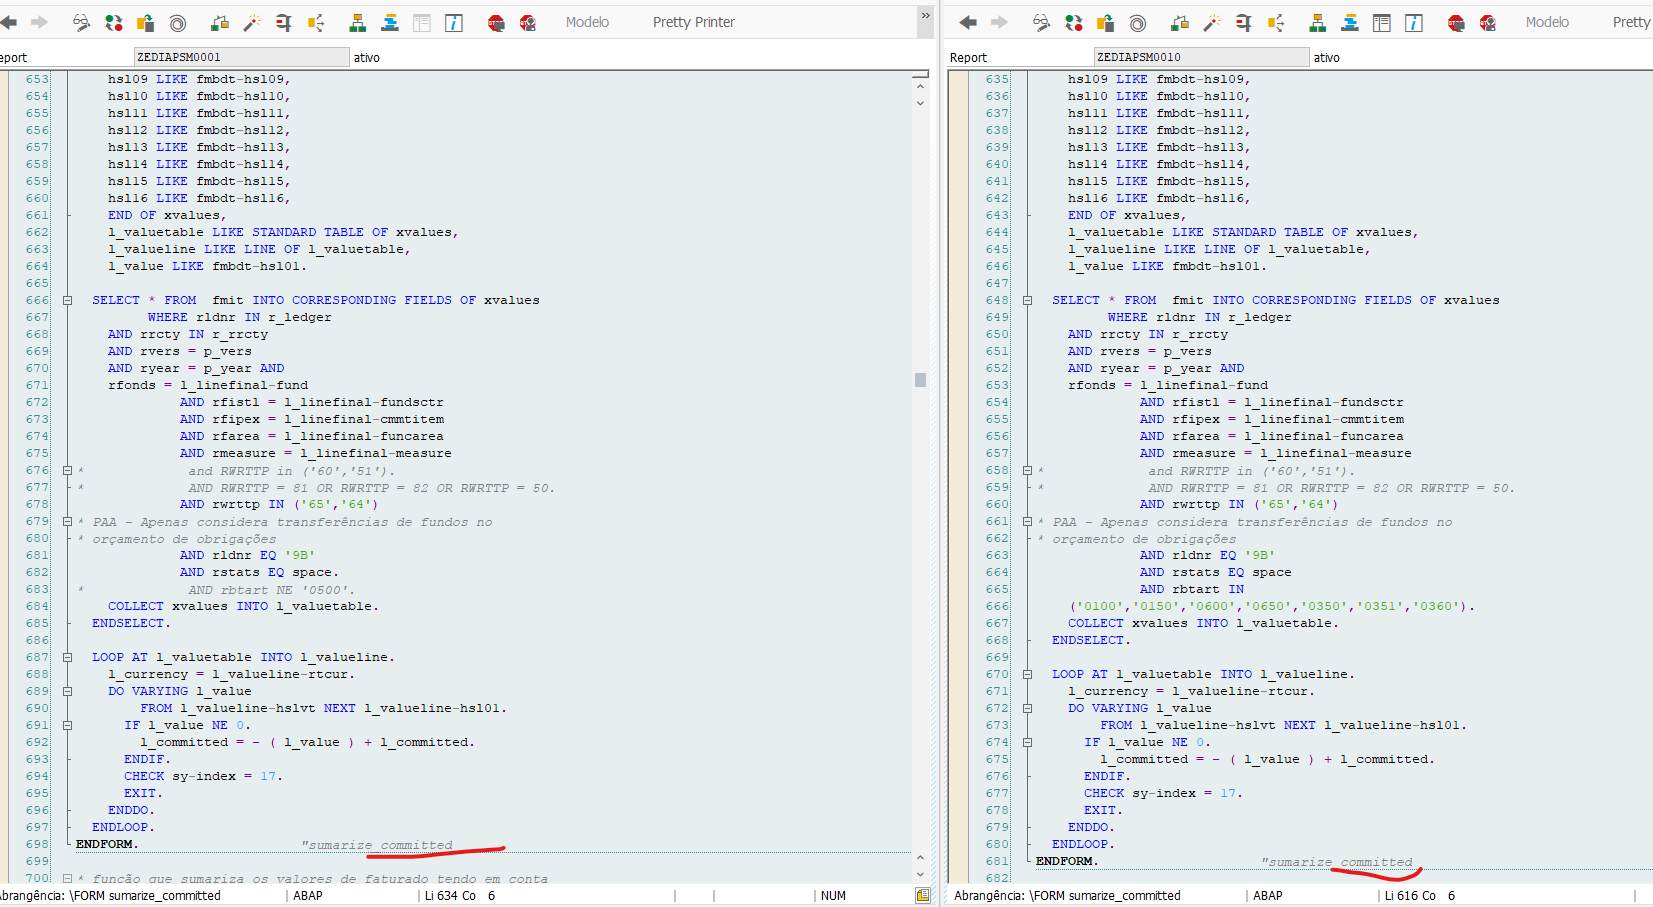 Modelo Pretty Printer
eport ZEDIAPSM0001 ativo
653 hsl09 LIKE fmbdt-hsl09,
654 hsl10 LIKE fmbdt-hsl10,
655 hsl11 LIKE fmbdt-hsl11,
656 hsl12 LIKE fmbdt-hsl12,
657 hsl13 LIKE fmbdt-hsl13,
658 hsl14 LIKE fmbdt-hsl14,
659 hsl15 LIKE fmbdt-hsl15,
660 hsl16 LIKE fmbdt-hsl16,
661 END OF xvalues,
662 l_valuetable LIKE STANDARD TABLE OF xvalues,
663 l_valueline LIKE LINE OF l_valuetable,
664 l_value LIKE fmbdt-hsl01.
665
666 SELECT * FROM  fmit INTO CORRESPONDING FIELDS OF xvalues
667 WHERE rldnr IN r_ledger
668 AND rrcty IN r_rrcty
669 AND rvers = p_vers
670 AND ryear = p_year AND
671 rfonds = l_linefinal-fund
672 AND rfistl = l_linefinal-fundsctr
673 AND rfipex = l_linefinal-cmmtitem
674 AND rfarea = l_linefinal-funcarea
675 AND rmeasure = l_linefinal-measure
676 * and RWRTTP in ('60','51').
677 * AND RWRTTP = 81 OR RWRTTP = 82 OR RWRTTP = 50.
678 AND rwrttp IN ('65','64')
679 * PAA - Apenas considera transferências de fundos no
680 * orçamento de obrigações
681 AND rldnr EQ '9B'
682 AND rstats EQ space.
683 * AND rbtart NE '0500'.
684 COLLECT xvalues INTO l_valuetable.
685 ENDSELECT.
686
687 LOOP AT l_valuetable INTO l_valueline.
688 l_currency = l_valueline-rtcur.
689 DO VARYING l_value
690 FROM l_valueline-hslvt NEXT l_valueline-hsl01.
691 IF l_value NE 0.
692 l_committed = - ( l_value ) + l_committed.
693 ENDIF.
694 CHECK sy-index = 17.
695 EXIT.
696 ENDDO.
697 ENDLOOP.
698 ENDFORM. "sumarize_committed
699
700 * função que sumariza os valores de faturado tendo em conta
Abrangência: \FORM sumarize_committed ABAP Li 634 Co 6 NUM
Modelo Pretty
Report ZEDIAPSM0010 ativo
635 hsl09 LIKE fmbdt-hsl09,
636 hsl10 LIKE fmbdt-hsl10,
637 hsl11 LIKE fmbdt-hsl11,
638 hsl12 LIKE fmbdt-hsl12,
639 hsl13 LIKE fmbdt-hsl13,
640 hsl14 LIKE fmbdt-hsl14,
641 hsl15 LIKE fmbdt-hsl15,
642 hsl16 LIKE fmbdt-hsl16,
643 END OF xvalues,
644 l_valuetable LIKE STANDARD TABLE OF xvalues,
645 l_valueline LIKE LINE OF l_valuetable,
646 l_value LIKE fmbdt-hsl01.
647
648 SELECT * FROM  fmit INTO CORRESPONDING FIELDS OF xvalues
649 WHERE rldnr IN r_ledger
650 AND rrcty IN r_rrcty
651 AND rvers = p_vers
652 AND ryear = p_year AND
653 rfonds = l_linefinal-fund
654 AND rfistl = l_linefinal-fundsctr
655 AND rfipex = l_linefinal-cmmtitem
656 AND rfarea = l_linefinal-funcarea
657 AND rmeasure = l_linefinal-measure
658 * and RWRTTP in ('60','51').
659 * AND RWRTTP = 81 OR RWRTTP = 82 OR RWRTTP = 50.
660 AND rwrttp IN ('65','64')
661 * PAA - Apenas considera transferências de fundos no
662 * orçamento de obrigações
663 AND rldnr EQ '9B'
664 AND rstats EQ space
665 AND rbtart IN
666 ('0100','0150','0600','0650','0350','0351','0360').
667 COLLECT xvalues INTO l_valuetable.
668 ENDSELECT.
669
670 LOOP AT l_valuetable INTO l_valueline.
671 l_currency = l_valueline-rtcur.
672 DO VARYING l_value
673 FROM l_valueline-hslvt NEXT l_valueline-hsl01.
674 IF l_value NE 0.
675 l_committed = - ( l_value ) + l_committed.
676 ENDIF.
677 CHECK sy-index = 17.
678 EXIT.
679 ENDDO.
680 ENDLOOP.
681 ENDFORM. "sumarize_committed
682
Abrangência: \FORM sumarize_committed ABAP Li 616 Co 6